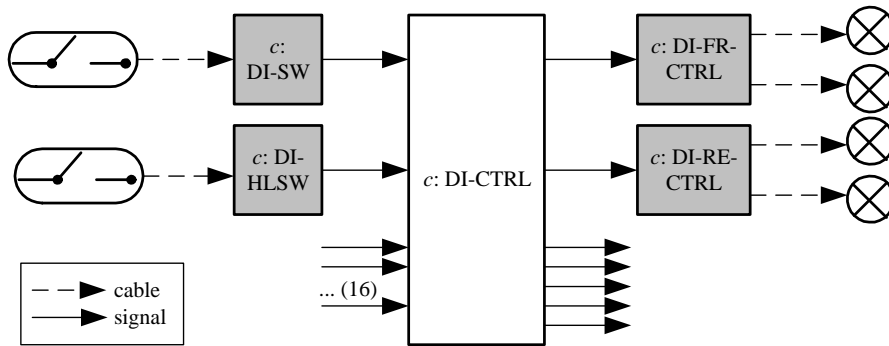 c:
DI-SW
c: DI-
HLSW
c: DI-CTRL
c: DI-FR-
CTRL
c: DI-RE-
CTRL
... (16)
cable
signal